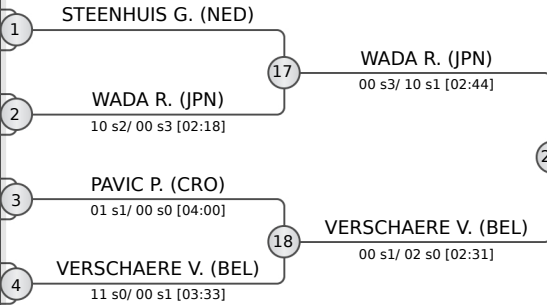 STEENHUIS G. (NED)
1
17
WADA R. (JPN)
00 s3/ 10 s1 [02:44]
WADA R. (JPN)
2
10 s2/ 00 s3 [02:18]
2
PAVIC P. (CRO)
3
01 s1/ 00 s0 [04:00]
18
VERSCHAERE V. (BEL)
00 s1/ 02 s0 [02:31]
VERSCHAERE V. (BEL)
4
11 s0/ 00 s1 [03:33]